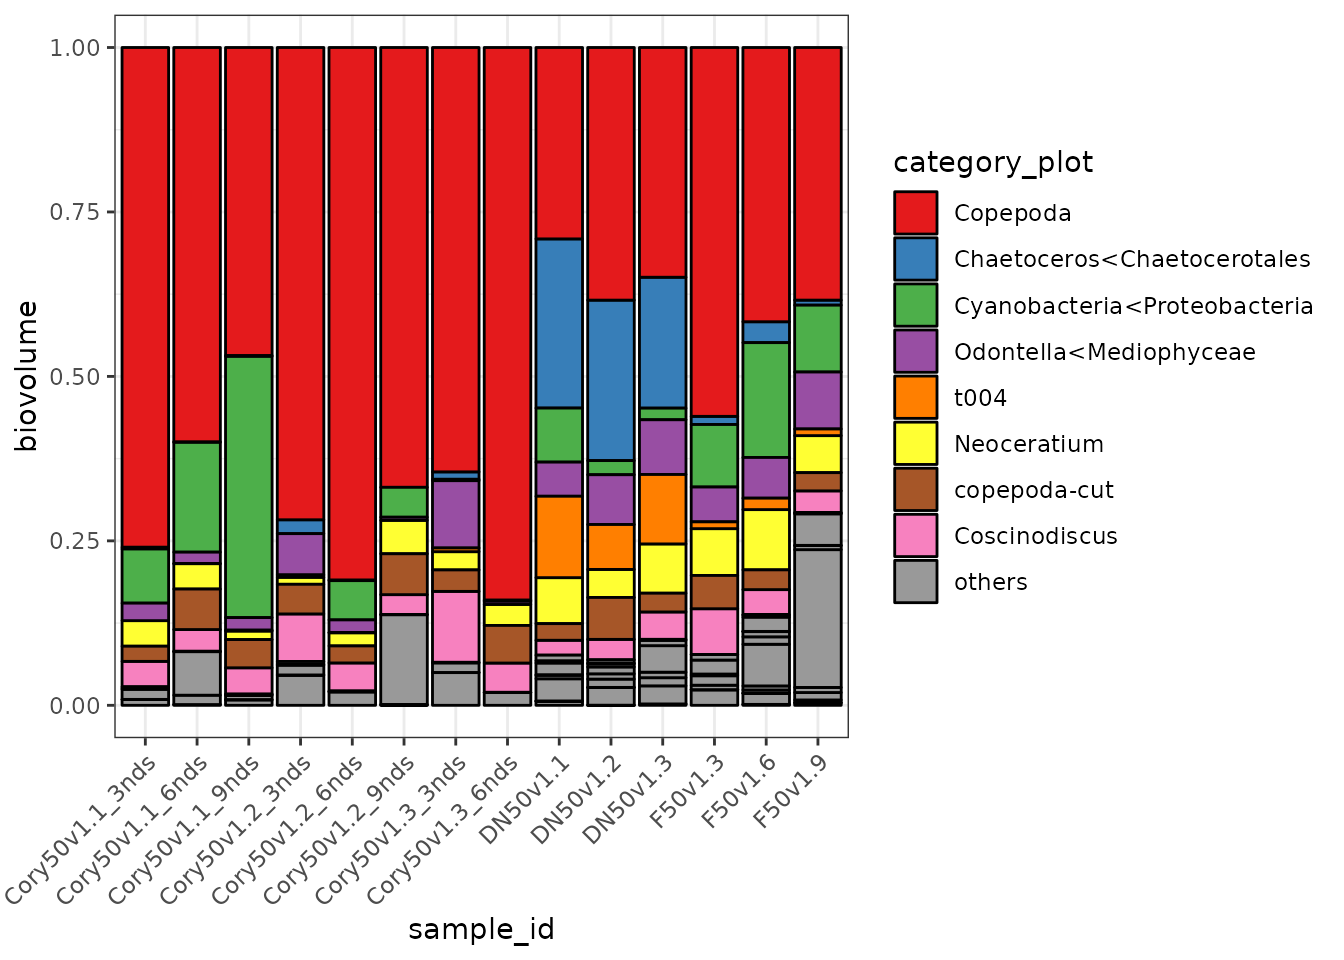 1.00
0.75
0.50
0.25
0.00
biovolume
Cory50v1.1_3nds
Cory50v1.1_6nds
Cory50v1.1_9nds
Cory50v1.2_3nds
Cory50v1.2_6nds
Cory50v1.2_9nds
Cory50v1.3_3nds
Cory50v1.3_6nds
DN50v1.1
DN50v1.2
DN50v1.3
F50v1.3
F50v1.6
F50v1.9
sample_id
category_plot
Copepoda
Chaetoceros<Chaetocerotales
Cyanobacteria<Proteobacteria
Odontella<Mediophyceae
t004
Neoceratium
copepoda-cut
Coscinodiscus
others